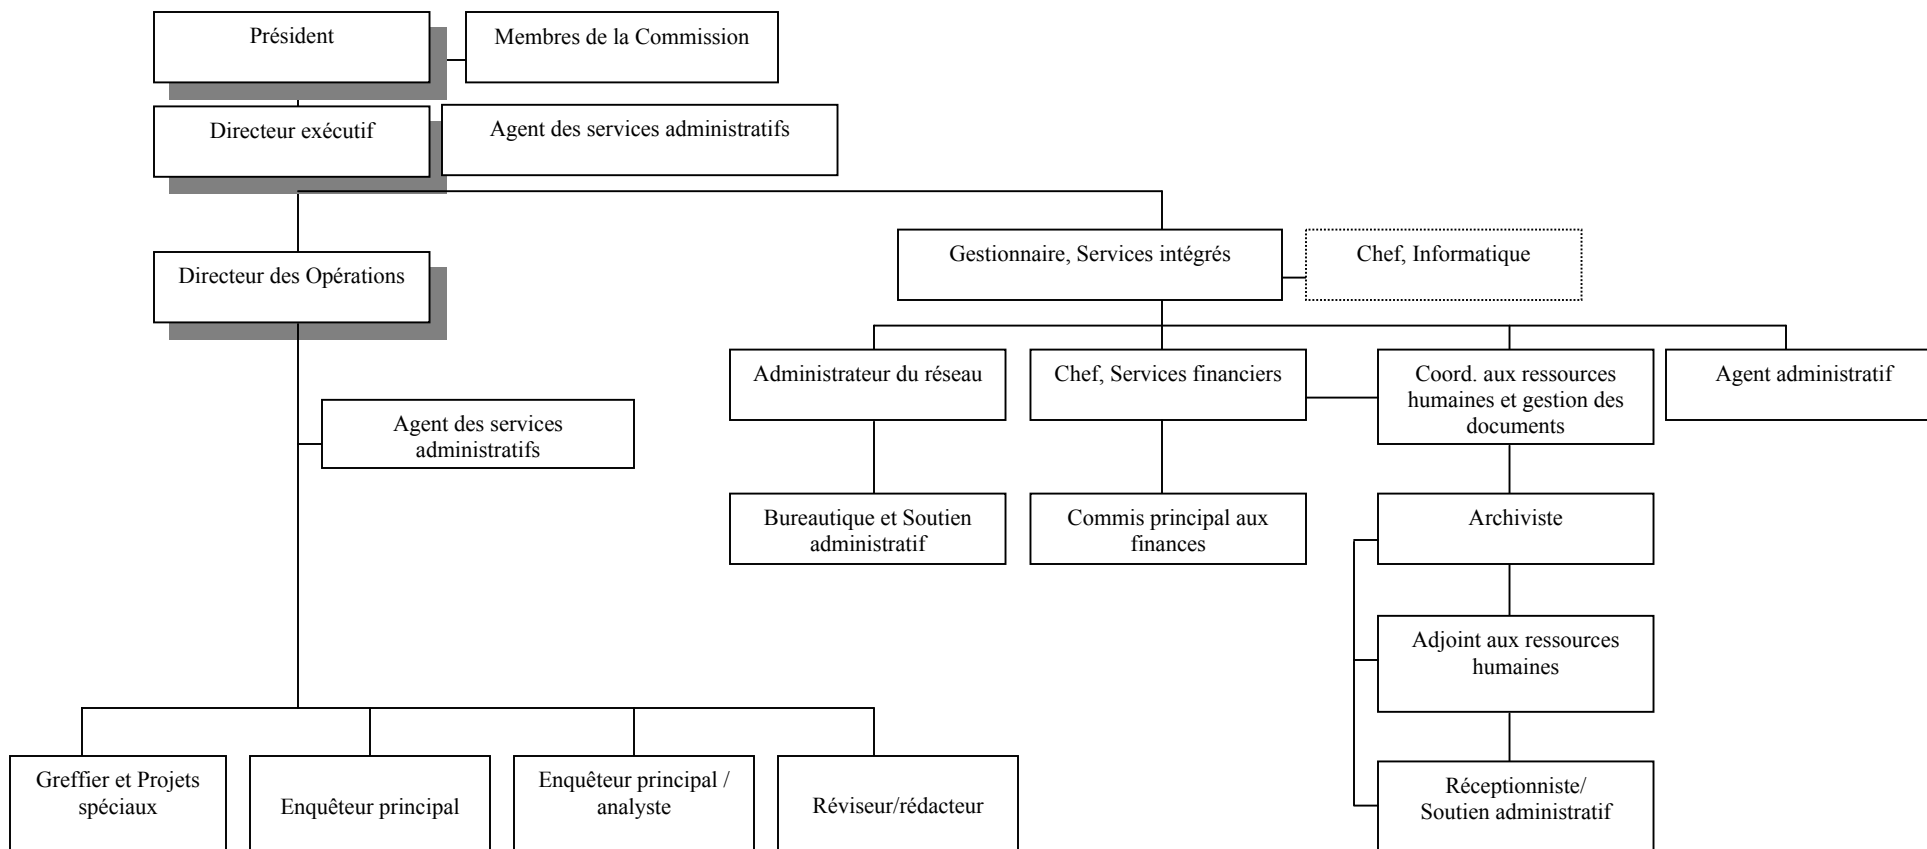 Président
Membres de la Commission
Directeur exécutif
Agent des services administratifs
Gestionnaire, Services intégrés
Chef, Informatique
Directeur des Opérations
Administrateur du réseau
Chef, Services financiers
Coord. aux ressources
humaines et gestion des
documents
Agent administratif
Agent des services
administratifs
Bureautique et Soutien
administratif
Commis principal aux
finances
Archiviste
Adjoint aux ressources
humaines
Greffier et Projets
spéciaux
Enquêteur principal
Enquêteur principal /
analyste
Réviseur/rédacteur
Réceptionniste/
Soutien administratif